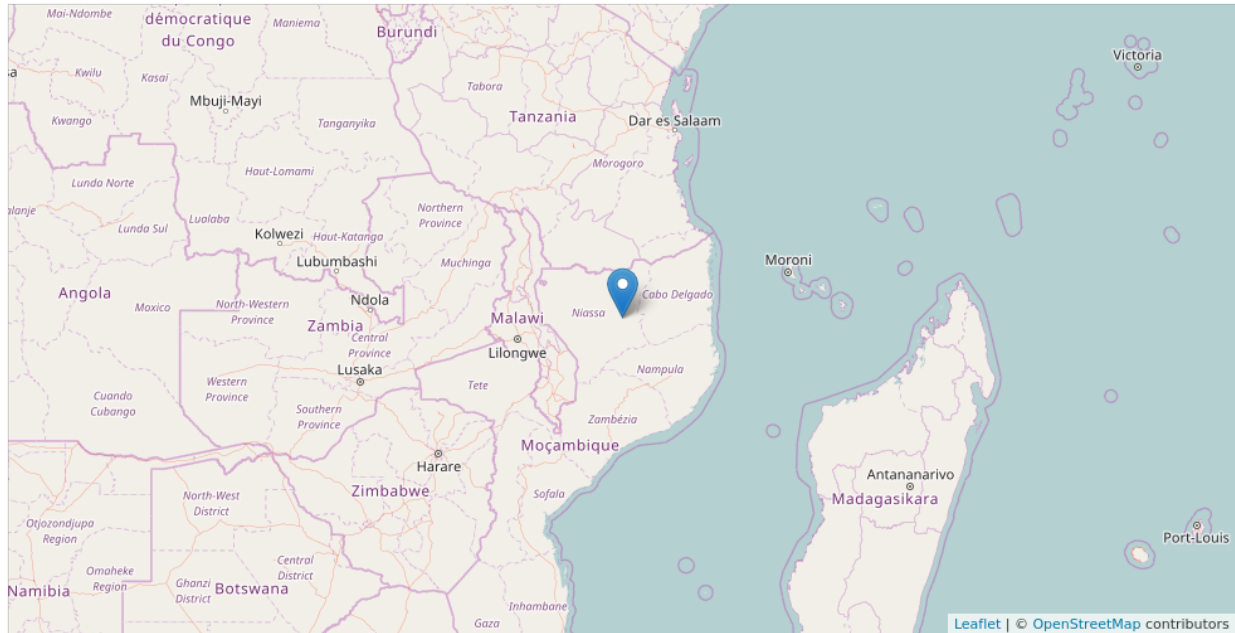 Mai-Ndombe
démocratique
du Congo
Maniema
Burundi
Victoria
Kwilu
Kasai
Tabora
Mbuji-Mayi
Kwango
Tanganyika
Tanzania
Dar es Salaam
Morogoro
Haut-Lomami
Lunda Norte
Lualaba
Northern
Province
Lunda Sul
Kolwezi
Haut-Katanga
Lubumbashi
Muchinga
Moroni
Angola
Moxico
North-Western
Province
Ndola
Zambia
Cabo Delgado
Niassa
Malawi
Central
Province
Lilongwe
Lusaka
Western
Province
Tete
Nampula
Cuando
Cubango
Southern
Province
Zambézia
Moçambique
Harare
Antananarivo
Madagasikara
North-West
District
Zimbabwe
Sofala
Otjozondjupa
Region
Port-Louis
Omaheke
Region
Ghanzi
District
Central
District
Botswana
Namibia
Inhambane
Gaza
Leaflet | © OpenStreetMap contributors